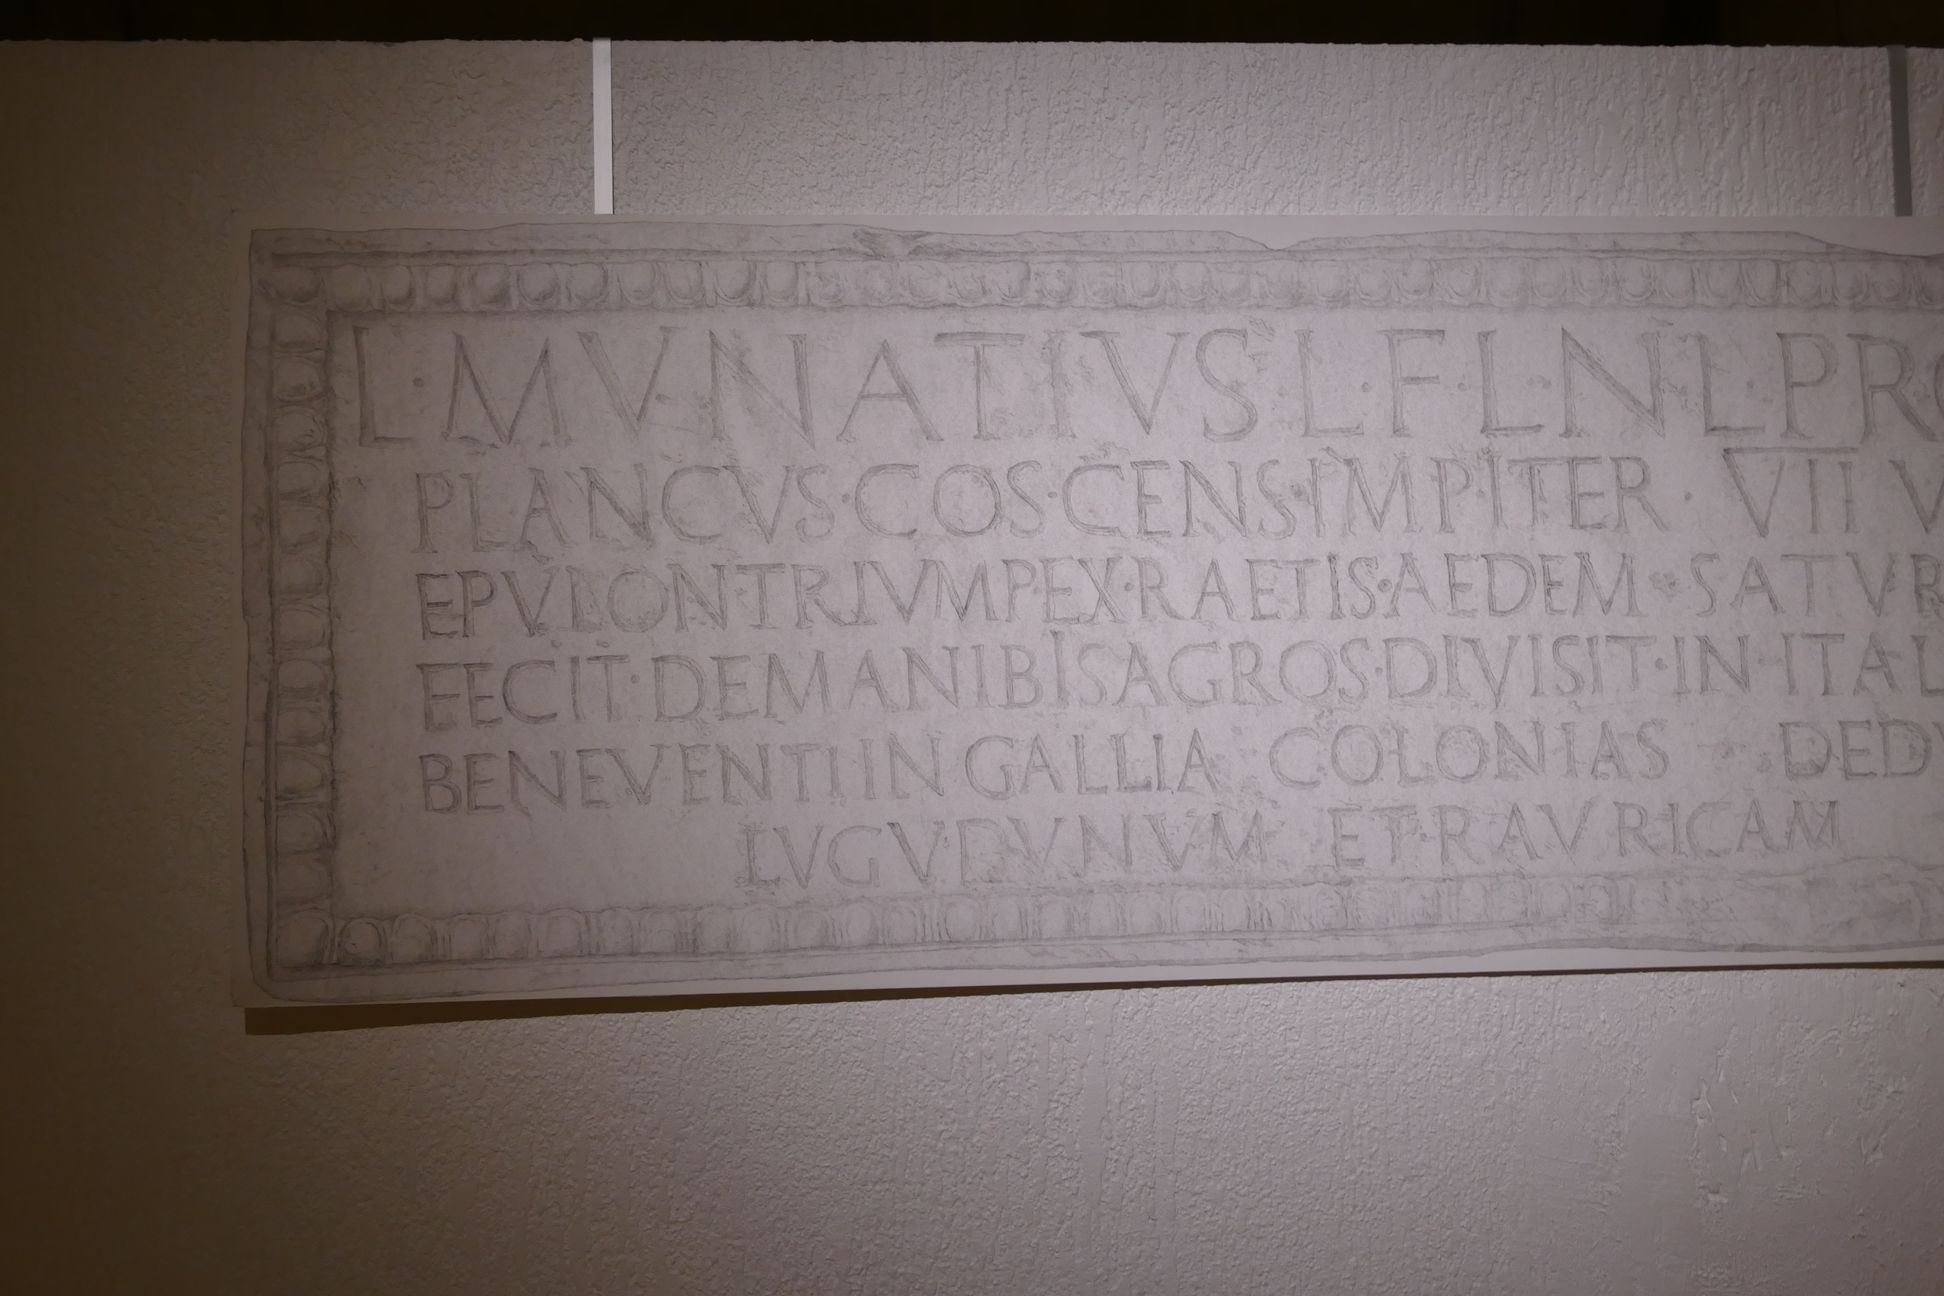 L·MVNATIVS L·F·L·N·L·PRO
PLANCVS·COS·CENS·IMP·ITER·VII V
EPVLON TRIVMP EX·RAETIS·AEDEM·SATVR
FECIT·DE MANIBIS AGROS·DIVISIT·IN·ITAL
BENEVENTI IN GALLIA COLONIAS DEDV
LVGVDVNVM ET·RAVRICAM